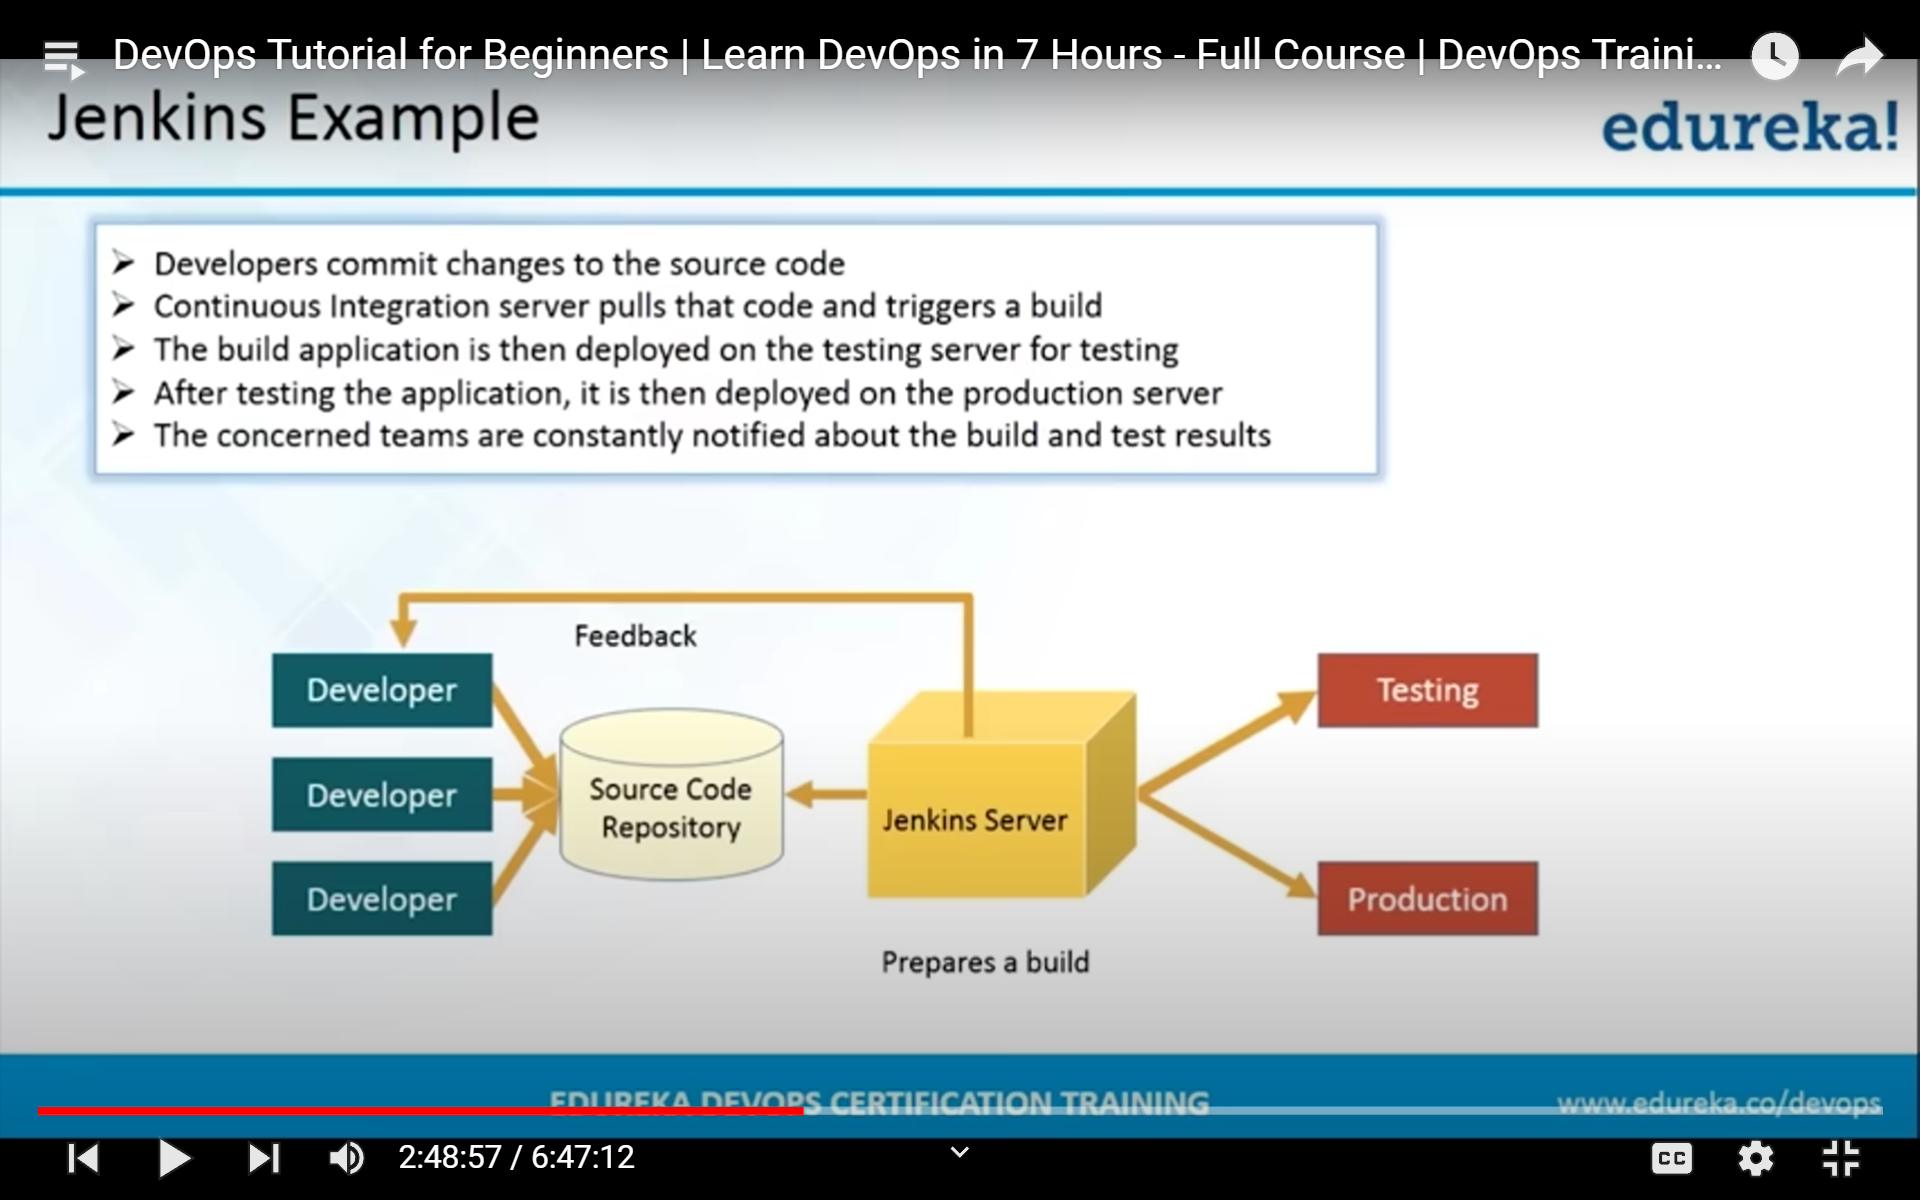 DevOps Tutorial for Beginners | Learn DevOps in 7 Hours - Full Course | DevOps Traini...
Jenkins Example
edureka!
➤ Developers commit changes to the source code
➤ Continuous Integration server pulls that code and triggers a build
➤ The build application is then deployed on the testing server for testing
➤ After testing the application, it is then deployed on the production server
➤ The concerned teams are constantly notified about the build and test results
Feedback
Developer
Developer
Developer
Source Code
Repository
Jenkins Server
Prepares a build
Testing
Production
EDUREKA DEVOPS CERTIFICATION TRAINING
www.edureka.co/devops
2:48:57 / 6:47:12
CC